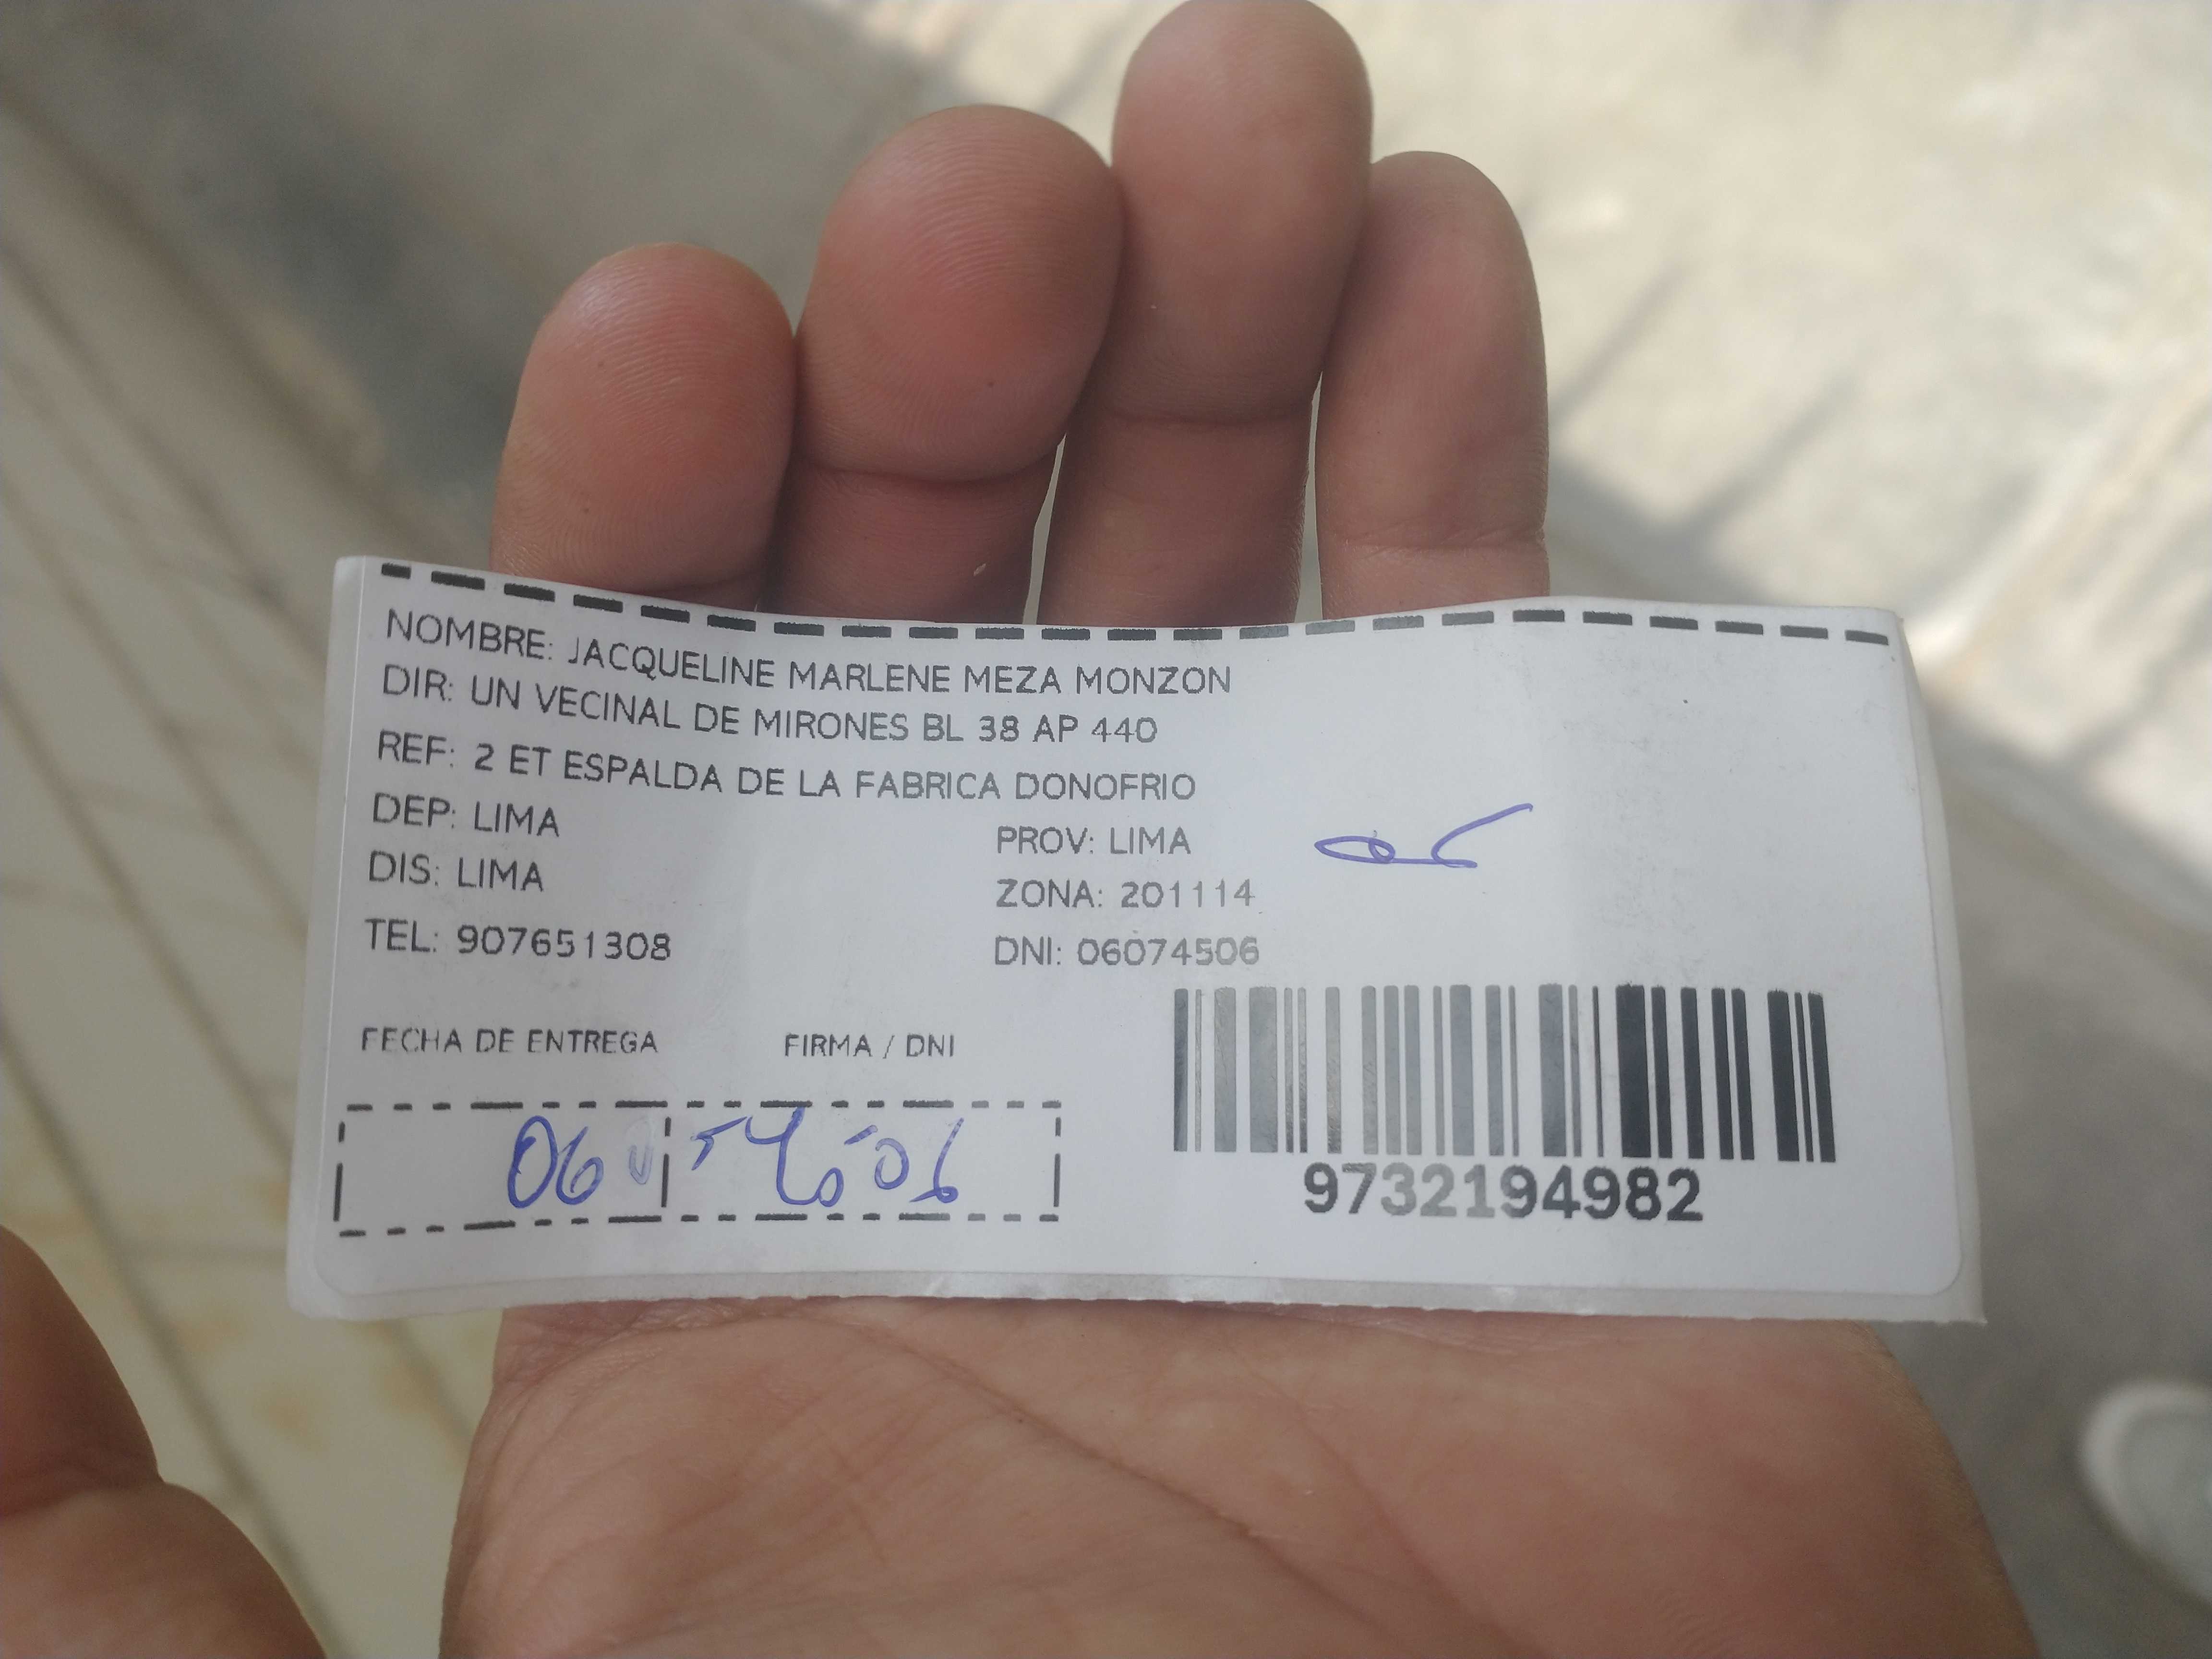 NOMBRE: JACQUELINE MARLENE MEZA MONZON
DIR: UN VECINAL DE MIRONES BL 38 AP 440
REF: 2 ET ESPALDA DE LA FABRICA DONOFRIO
DEP: LIMA
PROV: LIMA
DIS: LIMA
ZONA: 201114
TEL: 907651308
DNI: 06074506
FECHA DE ENTREGA
FIRMA / DNI
06
9732194982